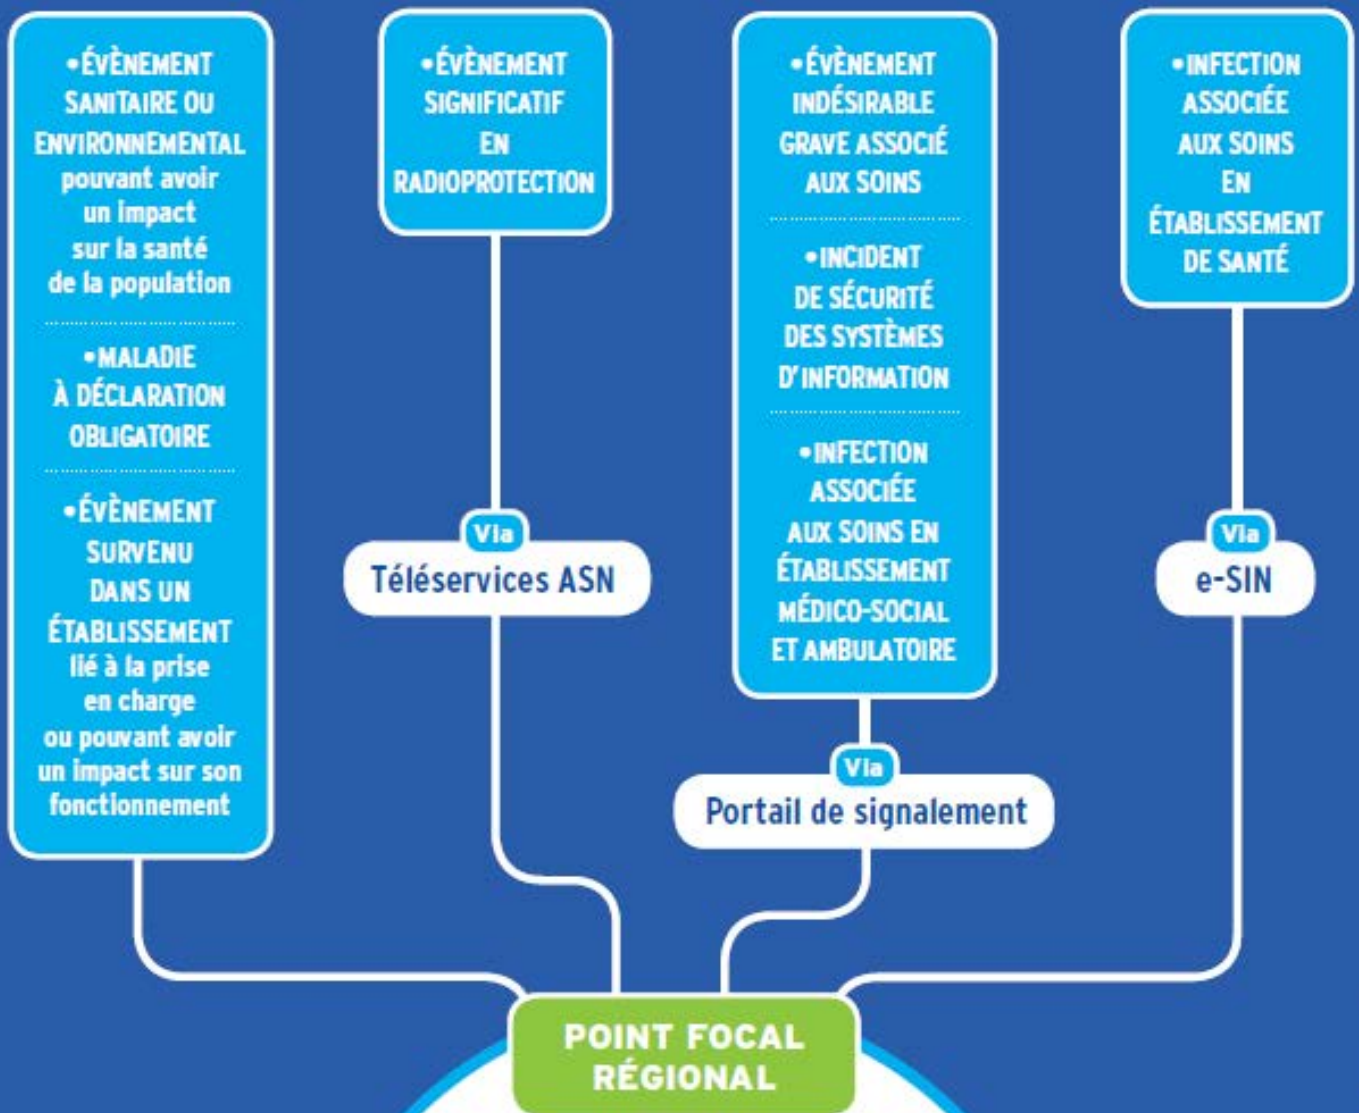 •ÉVÈNEMENT
SANITAIRE OU
ENVIRONNEMENTAL
pouvant avoir
un impact
sur la santé
de la population
•MALADIE
À DÉCLARATION
OBLIGATOIRE
•ÉVÈNEMENT
SURVENU
DANS UN
ÉTABLISSEMENT
lié à la prise
en charge
ou pouvant avoir
un impact sur son
fonctionnement
•ÉVÈNEMENT
SIGNIFICATIF
EN
RADIOPROTECTION
Via
Téléservices ASN
•ÉVÈNEMENT
INDÉSIRABLE
GRAVE ASSOCIÉ
AUX SOINS
•INCIDENT
DE SÉCURITÉ
DES SYSTÈMES
D'INFORMATION
•INFECTION
ASSOCIÉE
AUX SOINS EN
ÉTABLISSEMENT
MÉDICO-SOCIAL
ET AMBULATOIRE
Via
Portail de signalement
•INFECTION
ASSOCIÉE
AUX SOINS
EN
ÉTABLISSEMENT
DE SANTÉ
Via
e-SIN
POINT FOCAL
RÉGIONAL